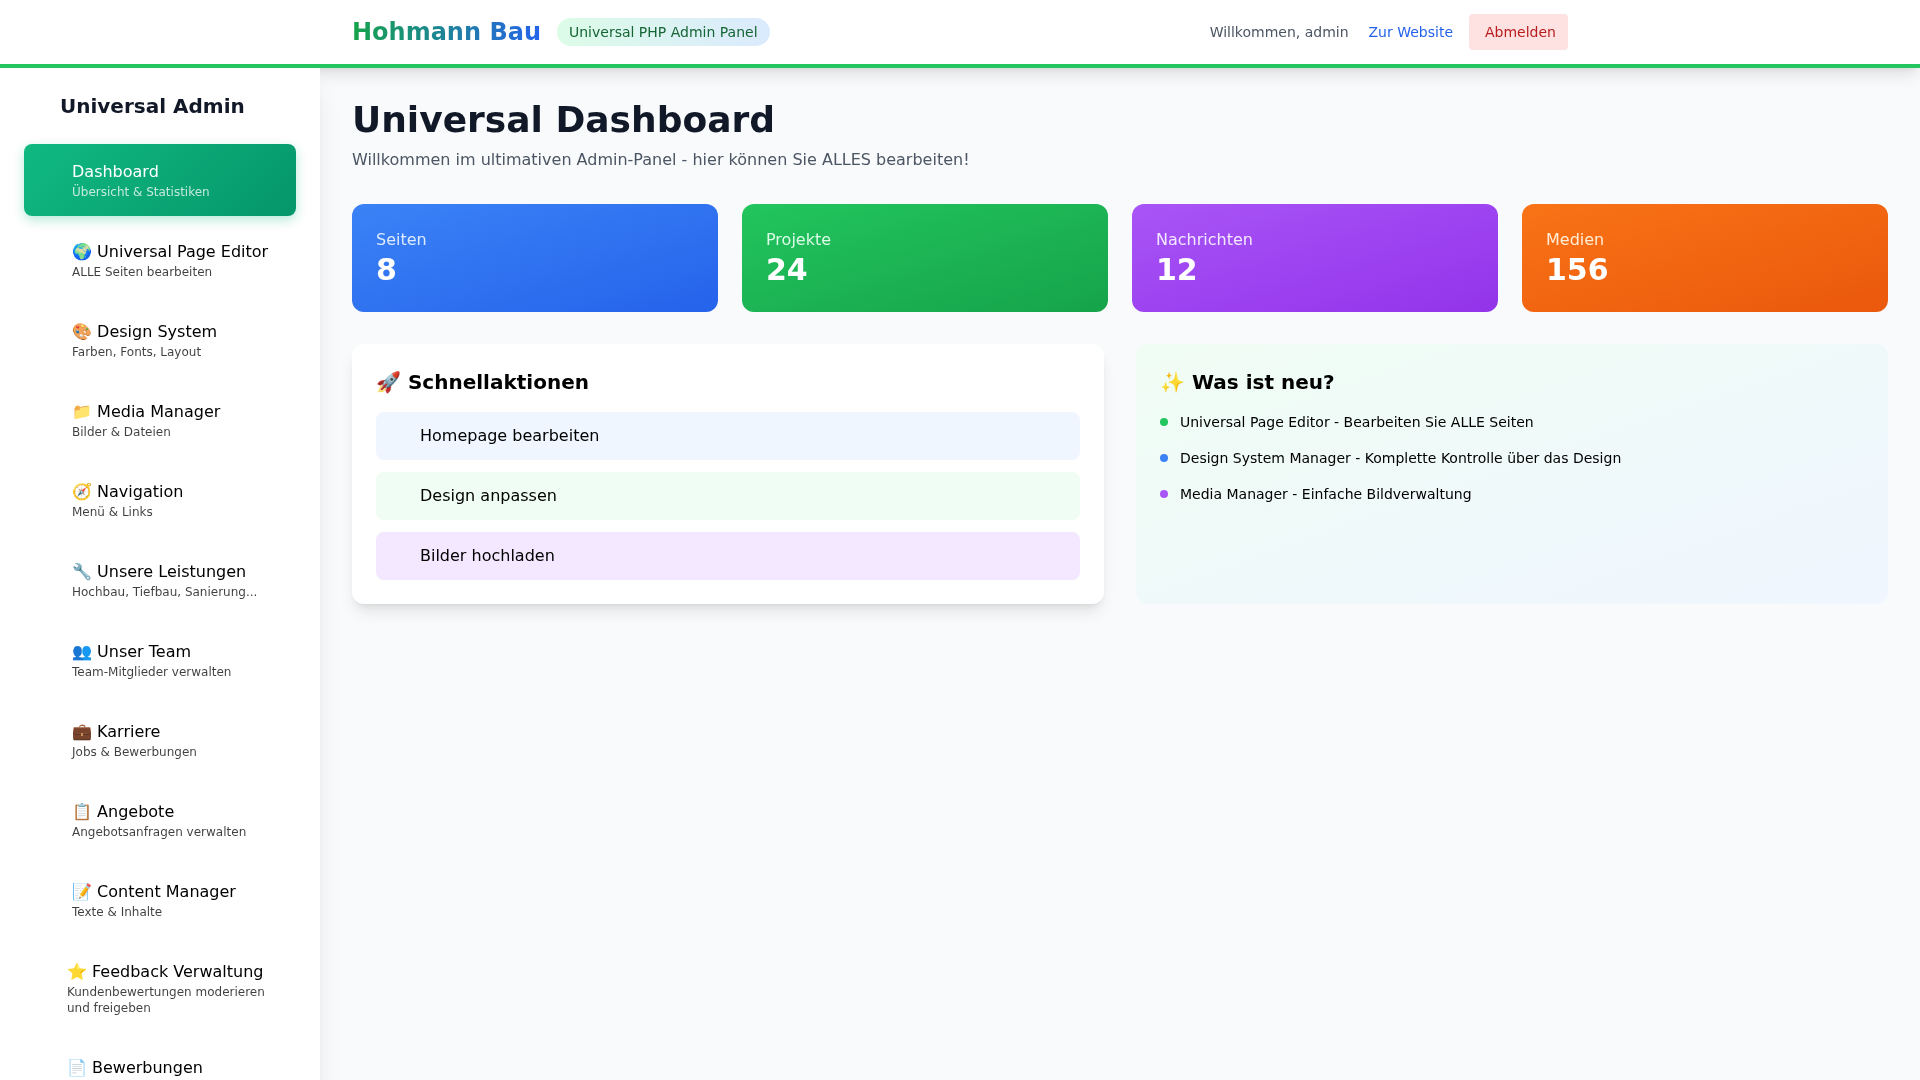 Hohmann Bau
Universal PHP Admin Panel
Willkommen, admin
Zur Website
Abmelden
Universal Admin
Dashboard
Übersicht & Statistiken
🌍 Universal Page Editor
ALLE Seiten bearbeiten
🎨 Design System
Farben, Fonts, Layout
📁 Media Manager
Bilder & Dateien
🧭 Navigation
Menü & Links
🔧 Unsere Leistungen
Hochbau, Tiefbau, Sanierung...
👥 Unser Team
Team-Mitglieder verwalten
💼 Karriere
Jobs & Bewerbungen
📋 Angebote
Angebotsanfragen verwalten
📝 Content Manager
Texte & Inhalte
⭐ Feedback Verwaltung
Kundenbewertungen moderieren
und freigeben
📄 Bewerbungen
Universal Dashboard
Willkommen im ultimativen Admin-Panel - hier können Sie ALLES bearbeiten!
Seiten
8
Projekte
24
Nachrichten
12
Medien
156
🚀 Schnellaktionen
Homepage bearbeiten
Design anpassen
Bilder hochladen
✨ Was ist neu?
Universal Page Editor - Bearbeiten Sie ALLE Seiten
Design System Manager - Komplette Kontrolle über das Design
Media Manager - Einfache Bildverwaltung